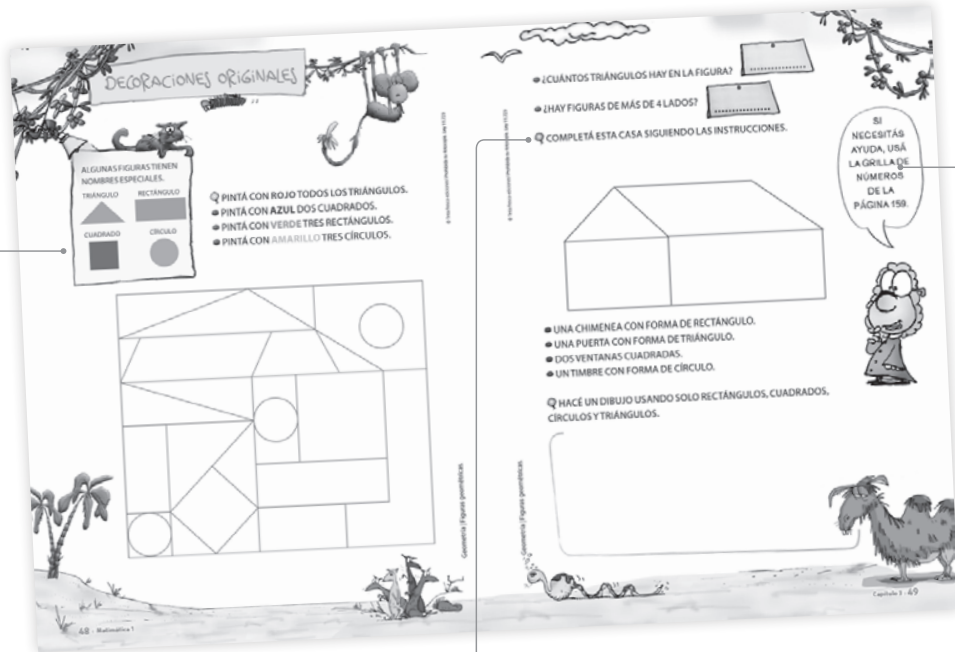 DECORACIONES ORIGINALES
ALGUNAS FIGURAS TIENEN
NOMBRES ESPECIALES.
TRIÁNGULO RECTÁNGULO
CUADRADO CÍRCULO
PINTÁ CON ROJO TODOS LOS TRIÁNGULOS.
PINTÁ CON AZUL DOS CUADRADOS.
PINTÁ CON VERDE TRES RECTÁNGULOS.
PINTÁ CON AMARILLO TRES CÍRCULOS.
Geometría | Figuras geométricas
48 - Matemática 1
¿CUÁNTOS TRIÁNGULOS HAY EN LA FIGURA?
¿HAY FIGURAS DE MÁS DE 4 LADOS?
COMPLETÁ ESTA CASA SIGUIENDO LAS INSTRUCCIONES.
SI
NECESITÁS
AYUDA, USÁ
LA GRILLA DE
NÚMEROS
DE LA
PÁGINA 159.
UNA CHIMENEA CON FORMA DE RECTÁNGULO.
UNA PUERTA CON FORMA DE TRIÁNGULO.
DOS VENTANAS CUADRADAS.
UN TIMBRE CON FORMA DE CÍRCULO.
HACÉ UN DIBUJO USANDO SOLO RECTÁNGULOS, CUADRADOS,
CÍRCULOS Y TRIÁNGULOS.
Geometría | Figuras geométricas
Capítulo 3 - 49